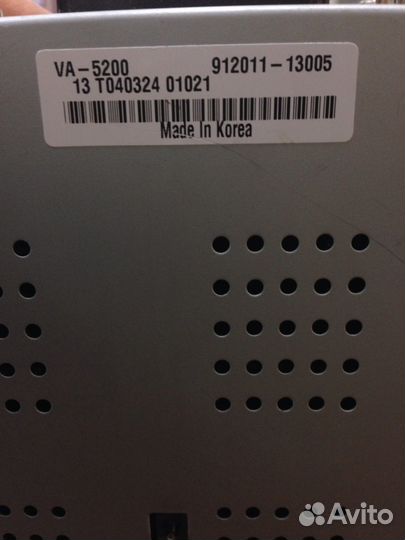 VA-5200 912011-13005
13 T040324 01021
Made In Korea
Avito